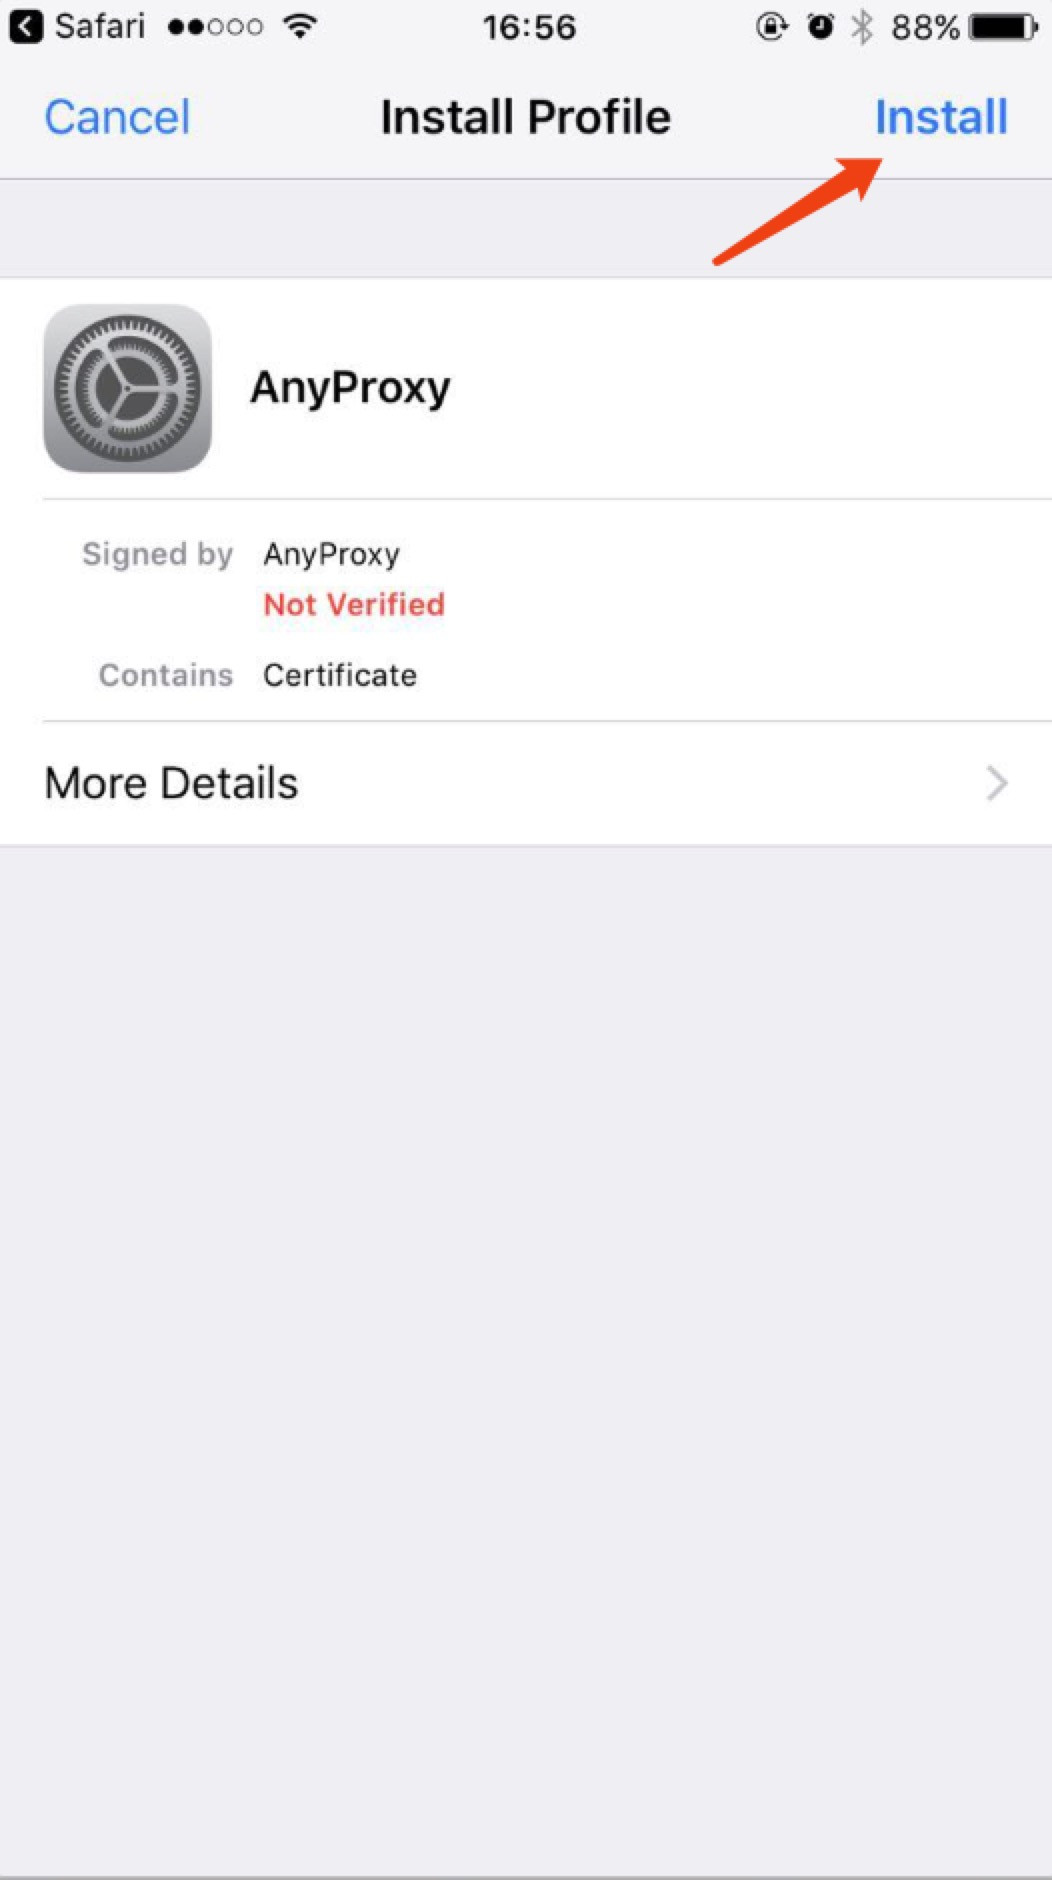 Safari 16:56 88%
Cancel Install Profile Install
AnyProxy
Signed by AnyProxy
Not Verified
Contains Certificate
More Details